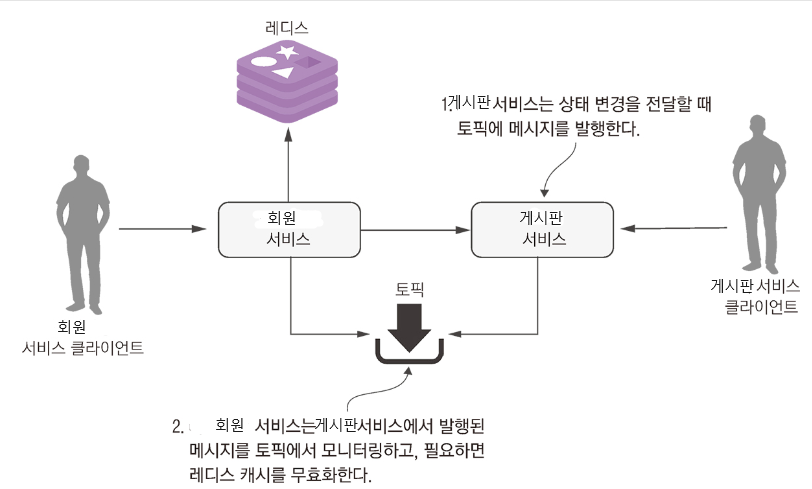 레디스
1.게시판 서비스는 상태 변경을 전달할 때
토픽에 메시지를 발행한다.
회원
서비스
게시판
서비스
회원
서비스 클라이언트
게시판 서비스
클라이언트
토픽
2. 회원 서비스는게시판서비스에서 발행된
메시지를 토픽에서 모니터링하고, 필요하면
레디스 캐시를 무효화한다.